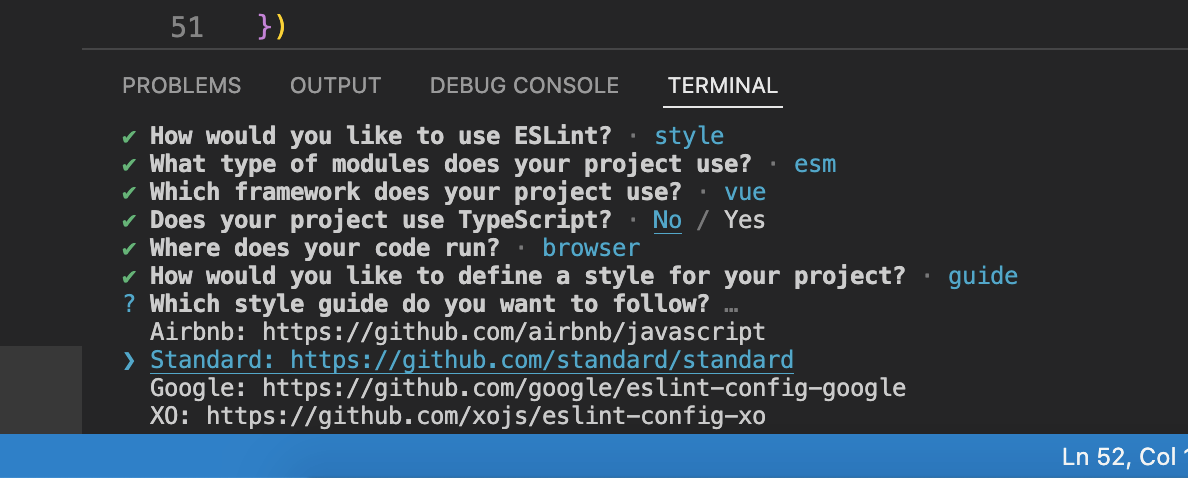 51 })
PROBLEMS OUTPUT DEBUG CONSOLE TERMINAL
✔ How would you like to use ESLint? · style
✔ What type of modules does your project use? · esm
✔ Which framework does your project use? · vue
✔ Does your project use TypeScript? · No / Yes
✔ Where does your code run? · browser
✔ How would you like to define a style for your project? · guide
? Which style guide do you want to follow? …
Airbnb: https://github.com/airbnb/javascript
❯ Standard: https://github.com/standard/standard
Google: https://github.com/google/eslint-config-google
XO: https://github.com/xojs/eslint-config-xo
Ln 52, Col